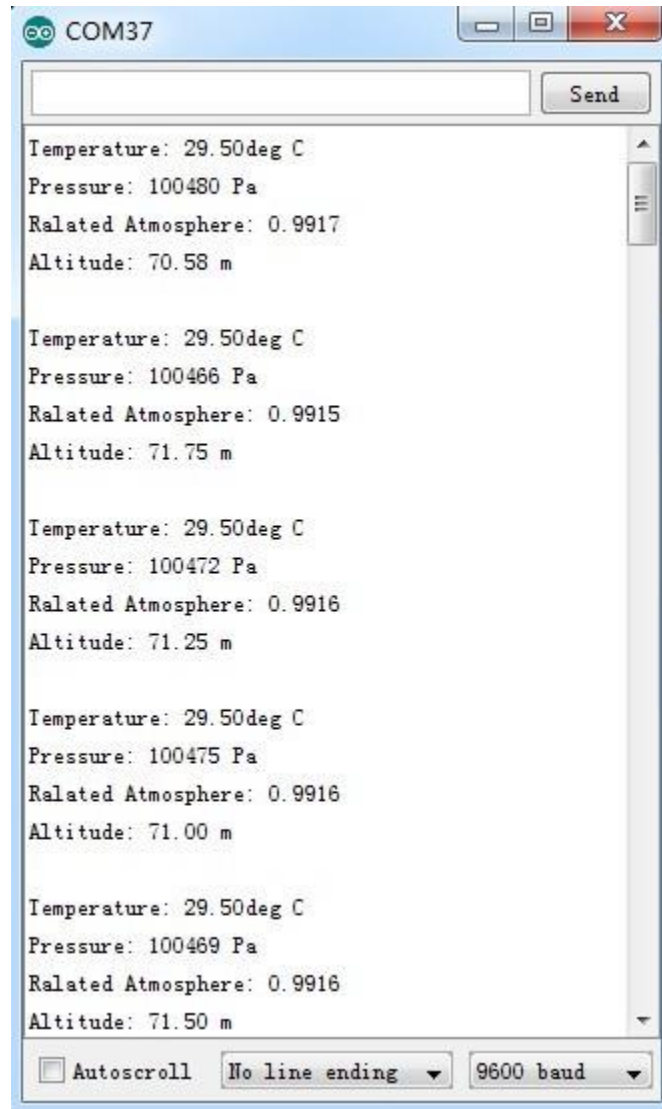 COM37
Send
Temperature: 29.50deg C
Pressure: 100480 Pa
Ralated Atmosphere: 0.9917
Altitude: 70.58 m
Temperature: 29.50deg C
Pressure: 100466 Pa
Ralated Atmosphere: 0.9915
Altitude: 71.75 m
Temperature: 29.50deg C
Pressure: 100472 Pa
Ralated Atmosphere: 0.9916
Altitude: 71.25 m
Temperature: 29.50deg C
Pressure: 100475 Pa
Ralated Atmosphere: 0.9916
Altitude: 71.00 m
Temperature: 29.50deg C
Pressure: 100469 Pa
Ralated Atmosphere: 0.9916
Altitude: 71.50 m
Autoscroll No line ending 9600 baud